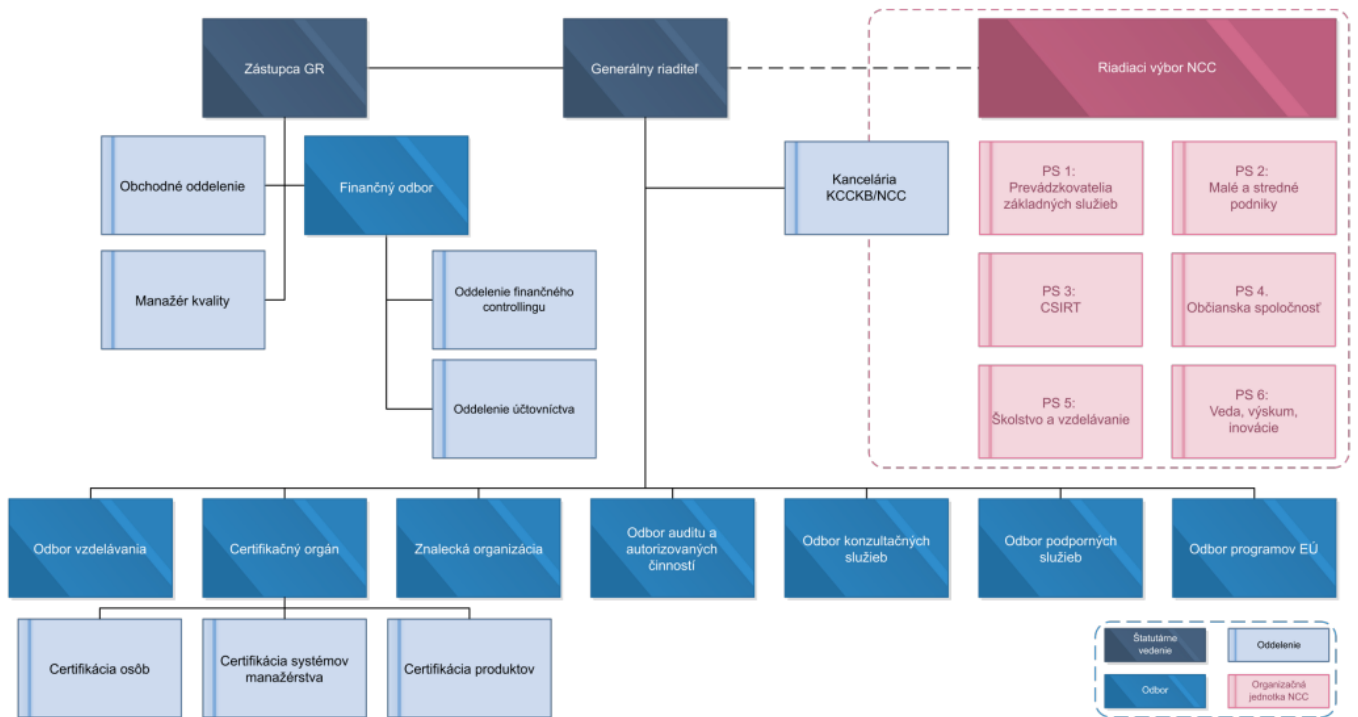 Zástupca GR
Generálny riaditeľ
Riadiaci výbor NCC
Obchodné oddelenie
Finančný odbor
Kancelária
KCCKB/NCC
PS 1:
Prevádzkovatelia
základných služieb
PS 2:
Malé a stredné
podniky
Manažér kvality
Oddelenie finančného
controllingu
PS 3:
CSIRT
PS 4.
Občianska spoločnosť
Oddelenie účtovníctva
PS 5:
Školstvo a vzdelávanie
PS 6:
Veda, výskum,
inovácie
Odbor vzdelávania
Certifikačný orgán
Znalecká organizácia
Odbor auditu a
autorizovaných
činností
Odbor konzultačných
služieb
Odbor podporných
služieb
Odbor programov EÚ
Certifikácia osôb
Certifikácia systémov
manažérstva
Certifikácia produktov
Štatutárne
vedenie
Oddelenie
Odbor
Organizačná
jednotka NCC